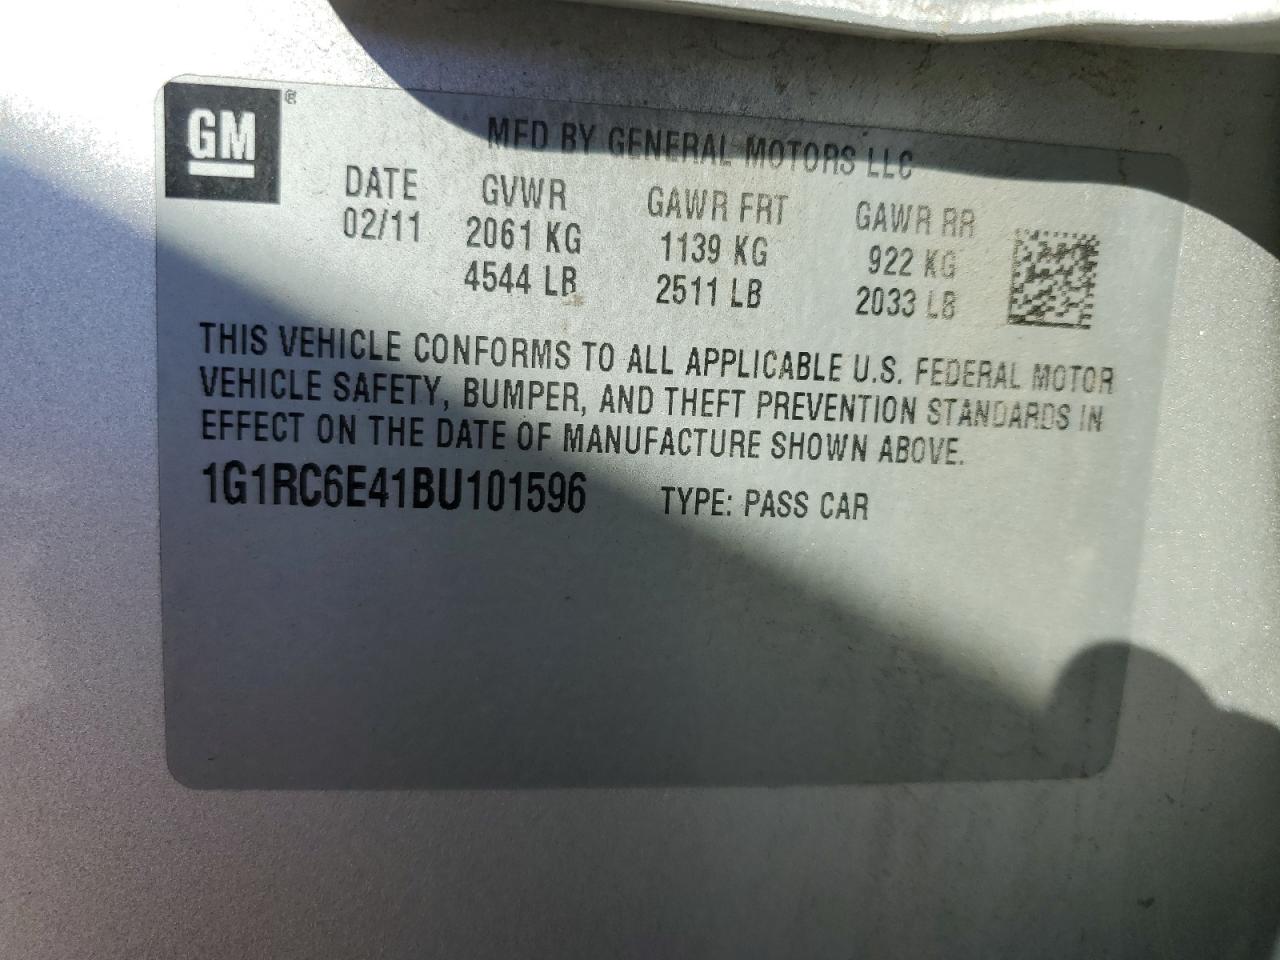 GM®
MFD BY GENERAL MOTORS LLC
DATE GVWR GAWR FRT GAWR RR
02/11 2061 KG 1139 KG 922 KG
4544 LB 2511 LB 2033 LB
THIS VEHICLE CONFORMS TO ALL APPLICABLE U.S. FEDERAL MOTOR
VEHICLE SAFETY, BUMPER, AND THEFT PREVENTION STANDARDS IN
EFFECT ON THE DATE OF MANUFACTURE SHOWN ABOVE.
1G1RC6E41BU101596 TYPE: PASS CAR